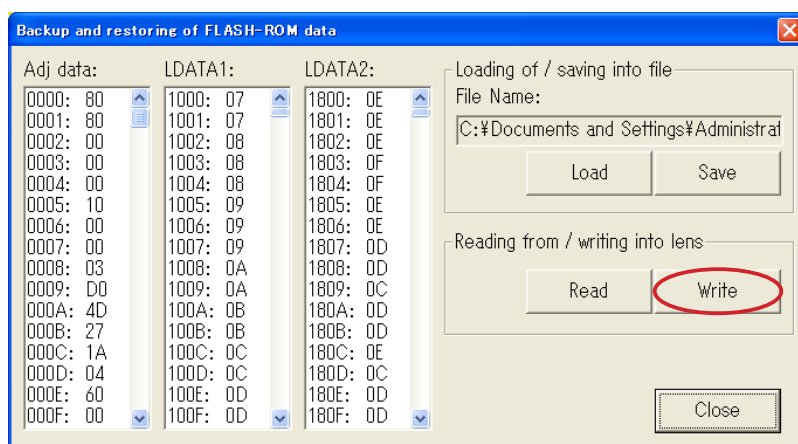 Backup and restoring of FLASH-ROM data
Adj data:
0000: 80
0001: 80
0002: 00
0003: 00
0004: 00
0005: 10
0006: 00
0007: 00
0008: 03
0009: D0
000A: 4D
000B: 27
000C: 1A
000D: 04
000E: 60
000F: 00
LDATA1:
1000: 07
1001: 07
1002: 08
1003: 08
1004: 08
1005: 09
1006: 09
1007: 09
1008: 0A
1009: 0A
100A: 0B
100B: 0B
100C: 0C
100D: 0C
100E: 0D
100F: 0D
LDATA2:
1800: 0E
1801: 0E
1802: 0E
1803: 0F
1804: 0F
1805: 0E
1806: 0E
1807: 0D
1808: 0D
1809: 0C
180A: 0D
180B: 0D
180C: 0E
180D: 0C
180E: 0D
180F: 0D
Loading of / saving into file
File Name:
C:¥Documents and Settings¥Administrat
Load
Save
Reading from / writing into lens
Read
Write
Close